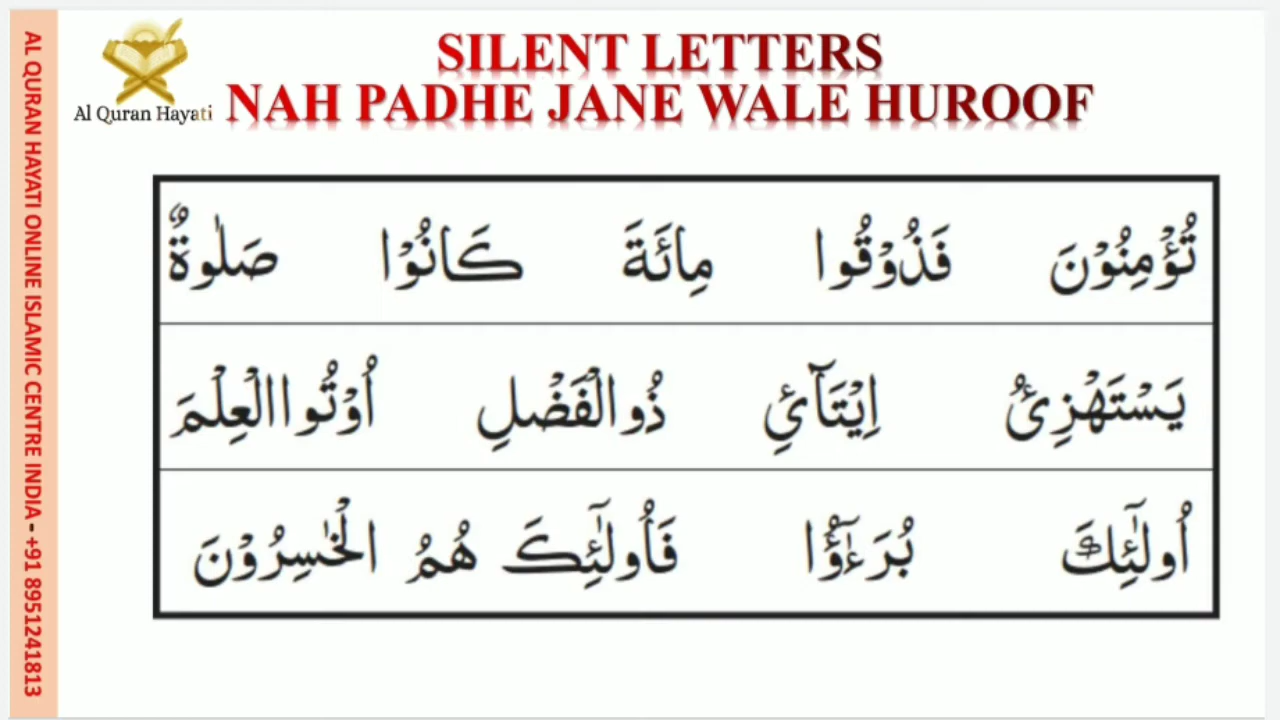 AL QURAN HAYATI ONLINE ISLAMIC CENTRE INDIA - +91 8951241813
Al Quran Hayati
SILENT LETTERS
NAH PADHE JANE WALE HUROOF
تُؤْمِنُوْنَ فَذُوْقُوا مِائَةَ كَانُوْا صَلٰوةٌ
يَسْتَهْزِئُ اِيْتَآئِ ذُوالْفَضْلِ اُوْتُواالْعِلْمَ
اُولٰٓئِكَ بُرَءٰٓؤُا فَاُولٰٓئِكَ هُمُ الْخٰسِرُوْنَ